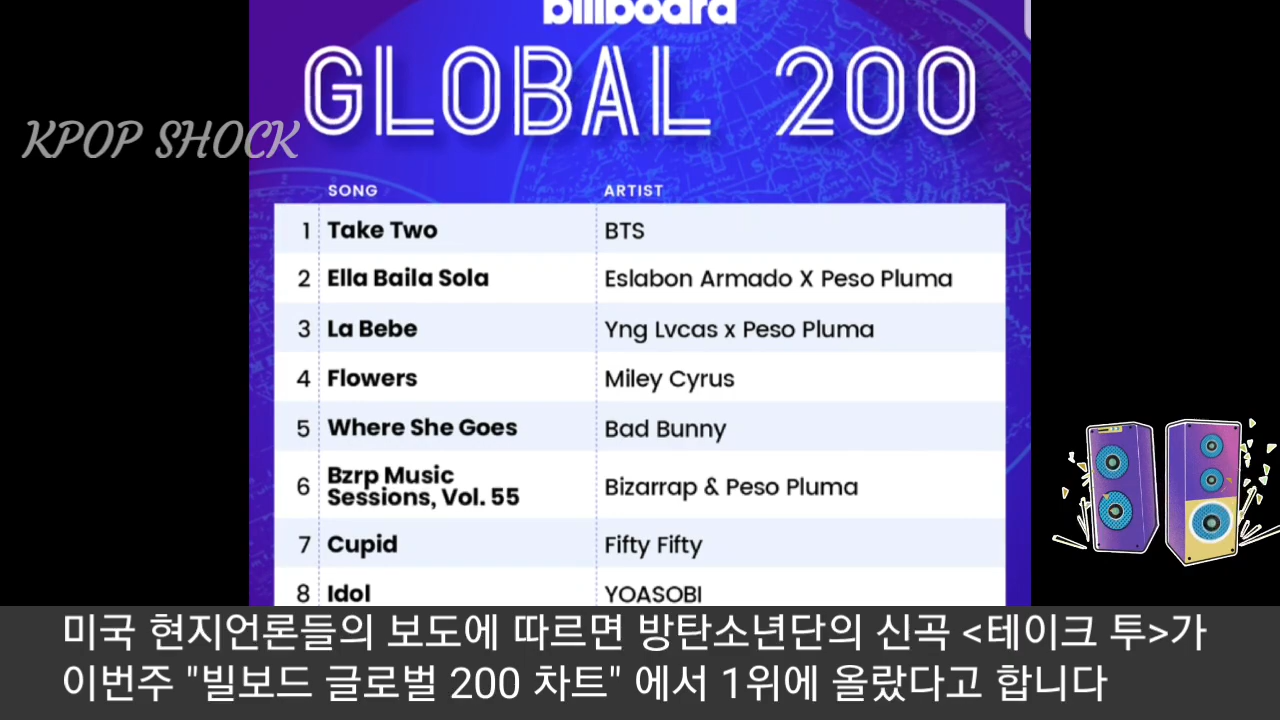 billboard
GLOBAL 200
KPOP SHOCK
SONG ARTIST
1 Take Two BTS
2 Ella Baila Sola Eslabon Armado X Peso Pluma
3 La Bebe Yng Lvcas x Peso Pluma
4 Flowers Miley Cyrus
5 Where She Goes Bad Bunny
6 Bzrp Music
Sessions, Vol. 55 Bizarrap & Peso Pluma
7 Cupid Fifty Fifty
8 Idol YOASOBI
미국 현지언론들의 보도에 따르면 방탄소년단의 신곡 <테이크 투>가
이번주 "빌보드 글로벌 200 차트" 에서 1위에 올랐다고 합니다